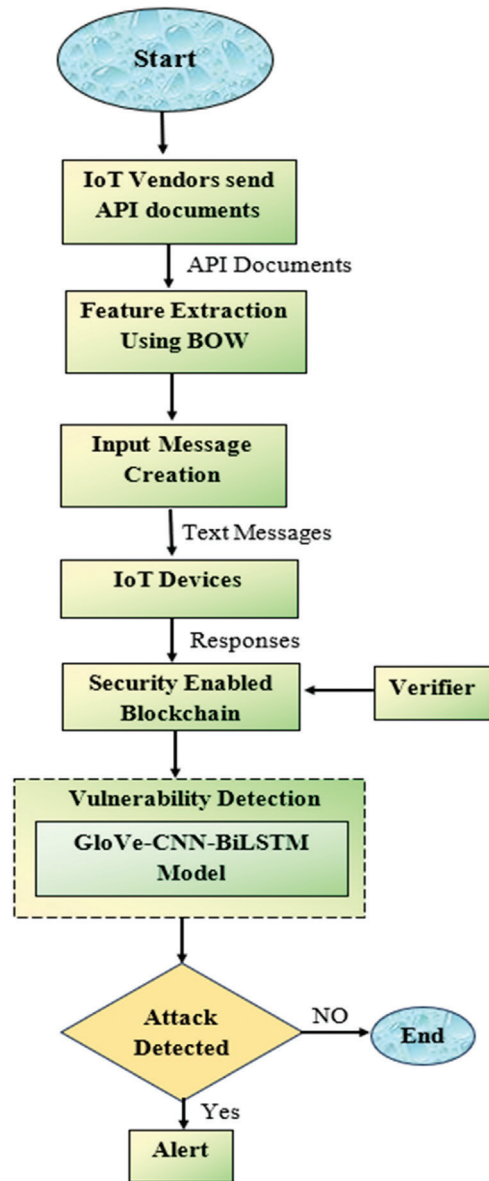 Start
IoT Vendors send
API documents
API Documents
Feature Extraction
Using BOW
Input Message
Creation
Text Messages
IoT Devices
Responses
Security Enabled
Blockchain
Verifier
Vulnerability Detection
GloVe-CNN-BiLSTM
Model
Attack
Detected
NO
End
Yes
Alert